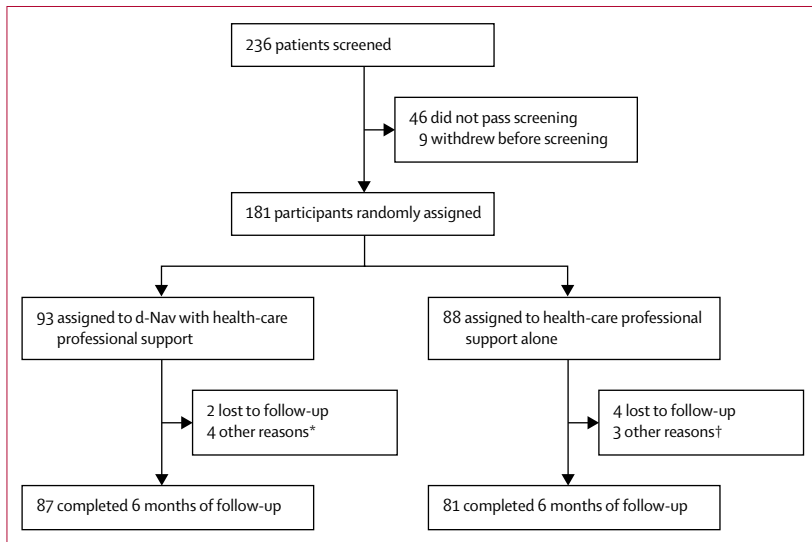 236 patients screened
46 did not pass screening
9 withdrew before screening
181 participants randomly assigned
93 assigned to d-Nav with health-care
professional support
88 assigned to health-care professional
support alone
2 lost to follow-up
4 other reasons*
4 lost to follow-up
3 other reasons†
87 completed 6 months of follow-up
81 completed 6 months of follow-up